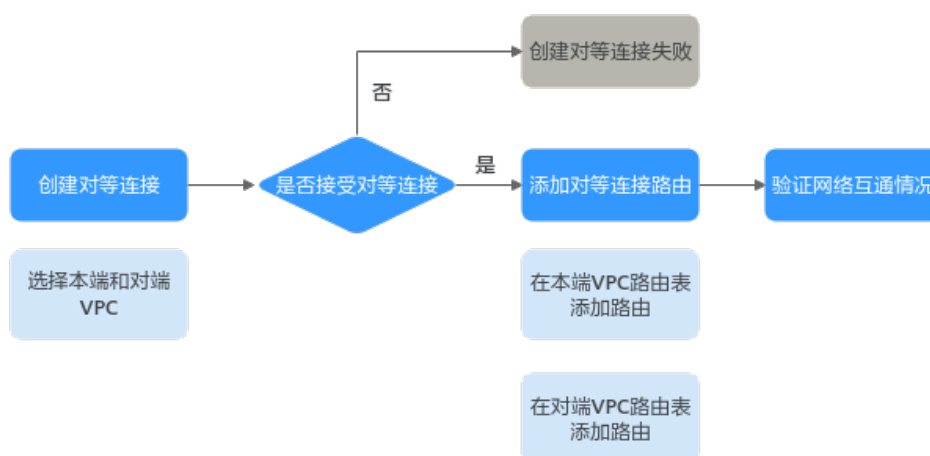 创建对等连接失败
否
是
创建对等连接
是否接受对等连接
添加对等连接路由
验证网络互通情况
选择本端和对端
VPC
在本端VPC路由表
添加路由
在对端VPC路由表
添加路由